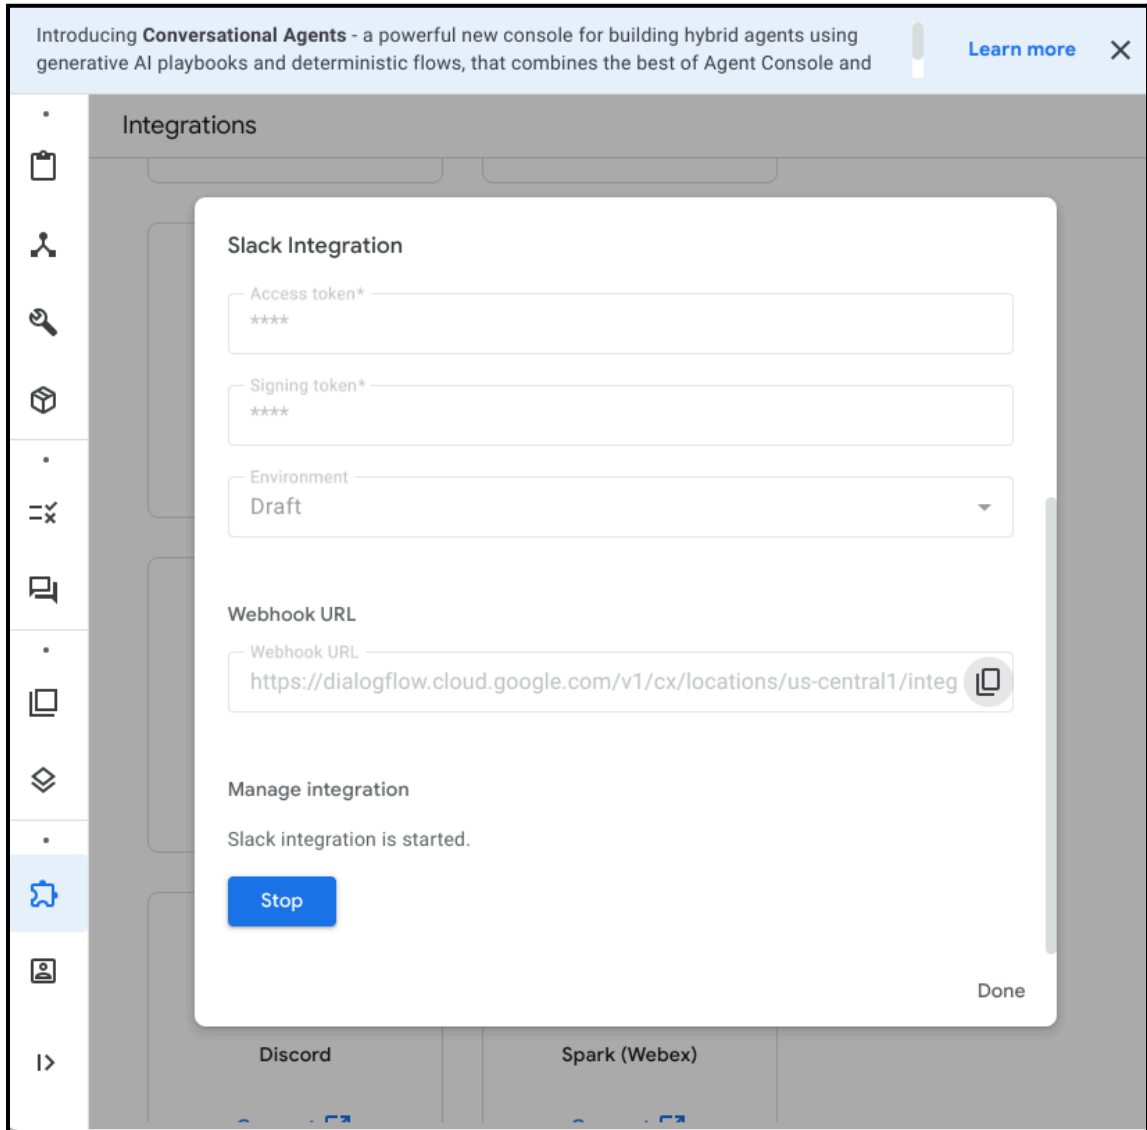 Introducing Conversational Agents - a powerful new console for building hybrid agents using
generative AI playbooks and deterministic flows, that combines the best of Agent Console and
Learn more
Integrations
Slack Integration
Access token*
****
Signing token*
****
Environment
Draft
Webhook URL
Webhook URL
https://dialogflow.cloud.google.com/v1/cx/locations/us-central1/integ
Manage integration
Slack integration is started.
Stop
Done
Discord
Spark (Webex)